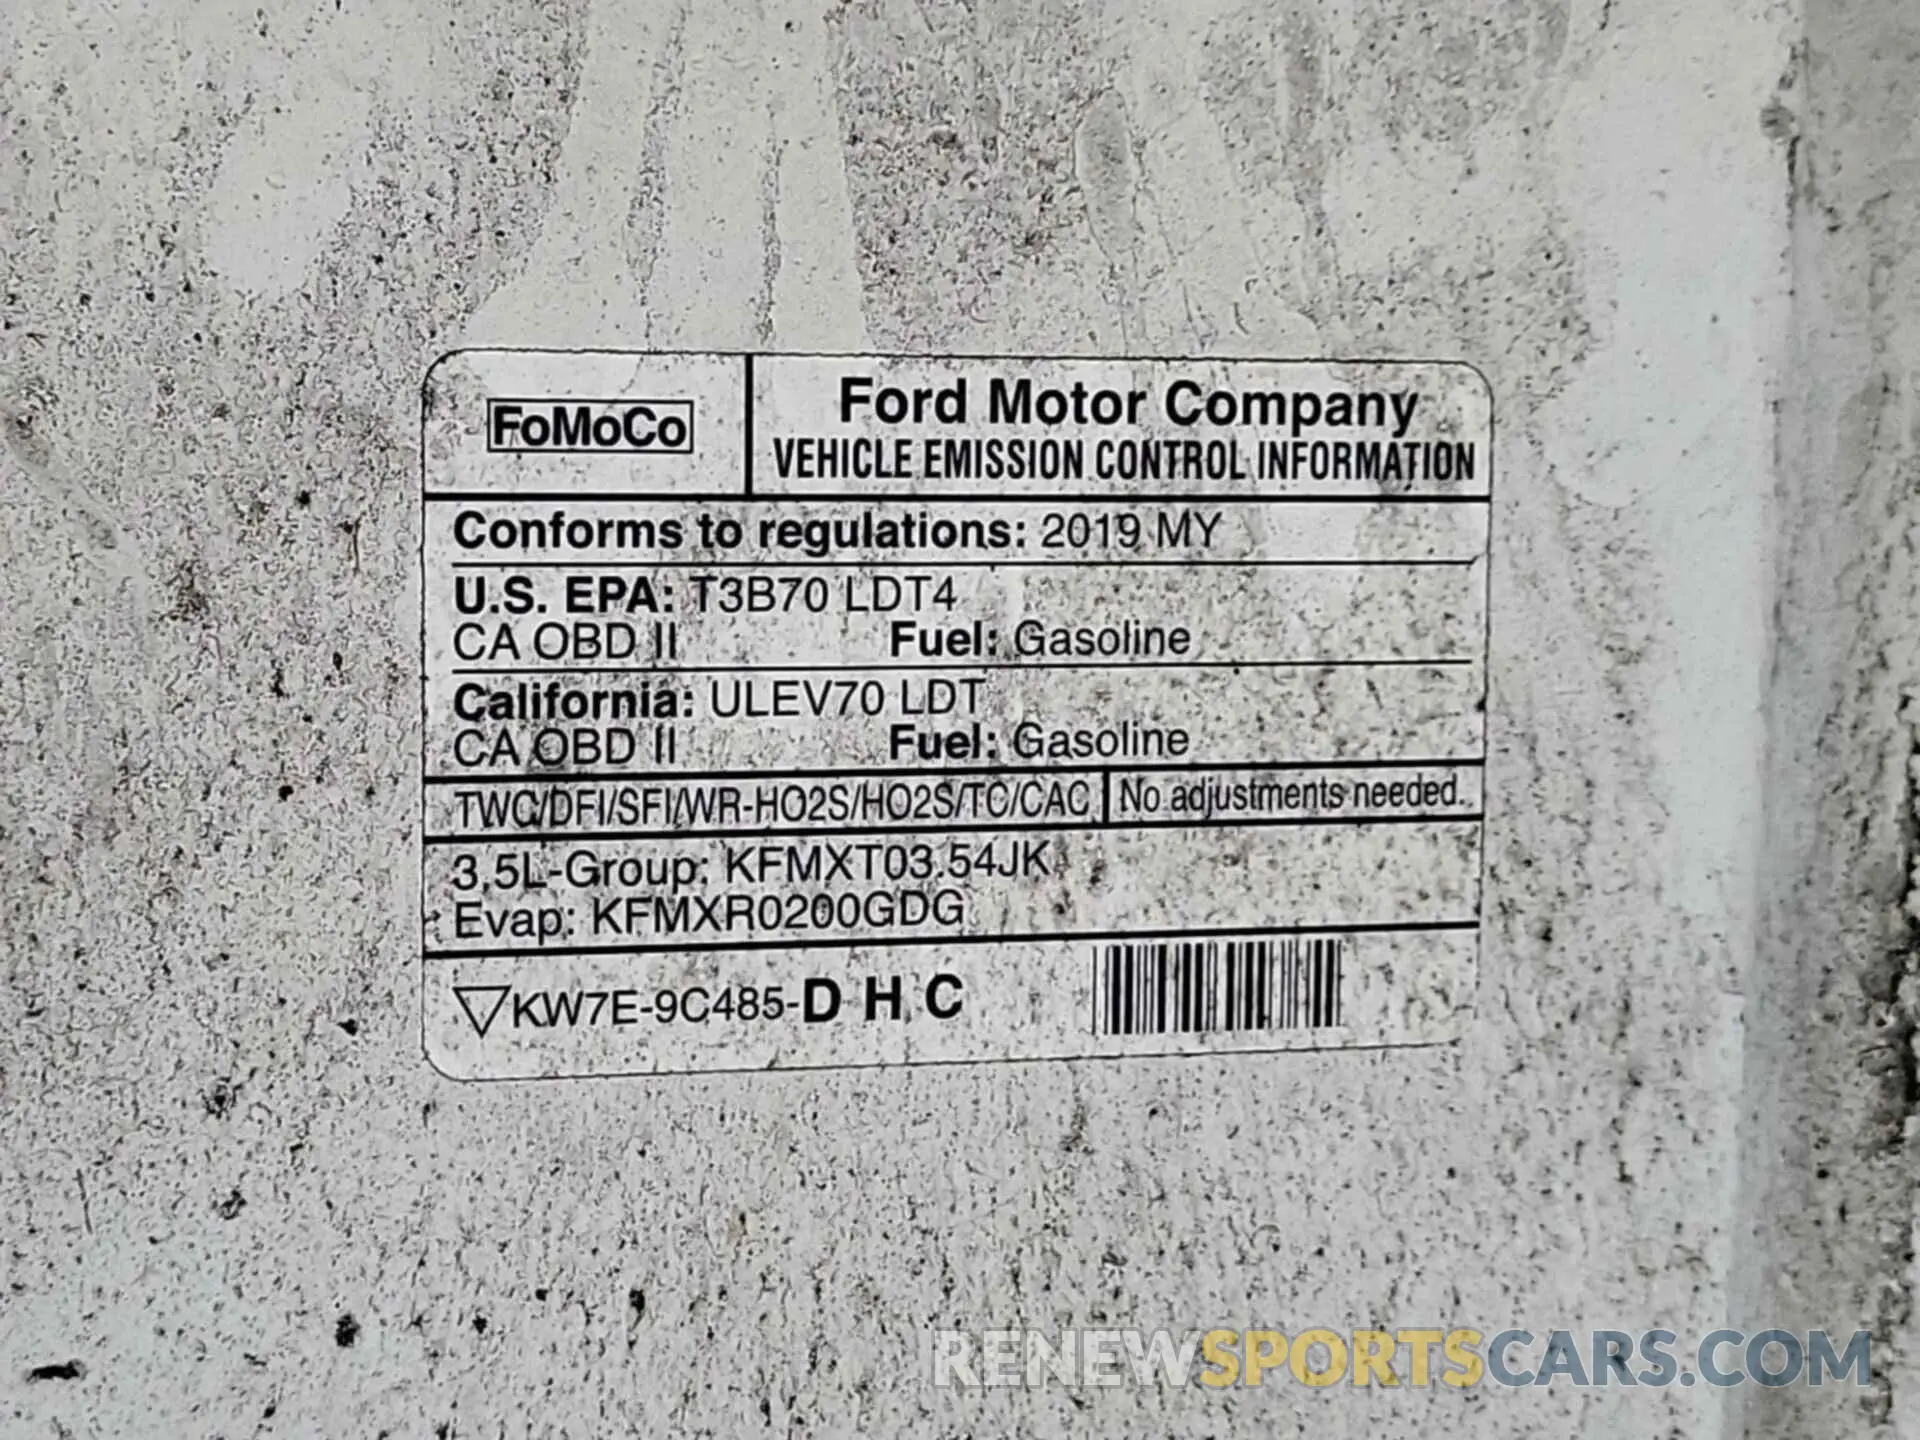 FoMoCo
Ford Motor Company
VEHICLE EMISSION CONTROL INFORMATION
Conforms to regulations: 2019 MY
U.S. EPA: T3B70 LDT4
CA OBD II Fuel: Gasoline
California: ULEV70 LDT
CA OBD II Fuel: Gasoline
TWC/DFI/SFI/WR-HO2S/HO2S/TC/CAC No adjustments needed.
3.5L-Group: KFMXT03.54JK
Evap: KFMXR0200GDG
KW7E-9C485-D H C
RENEWSPORTSCARS.COM